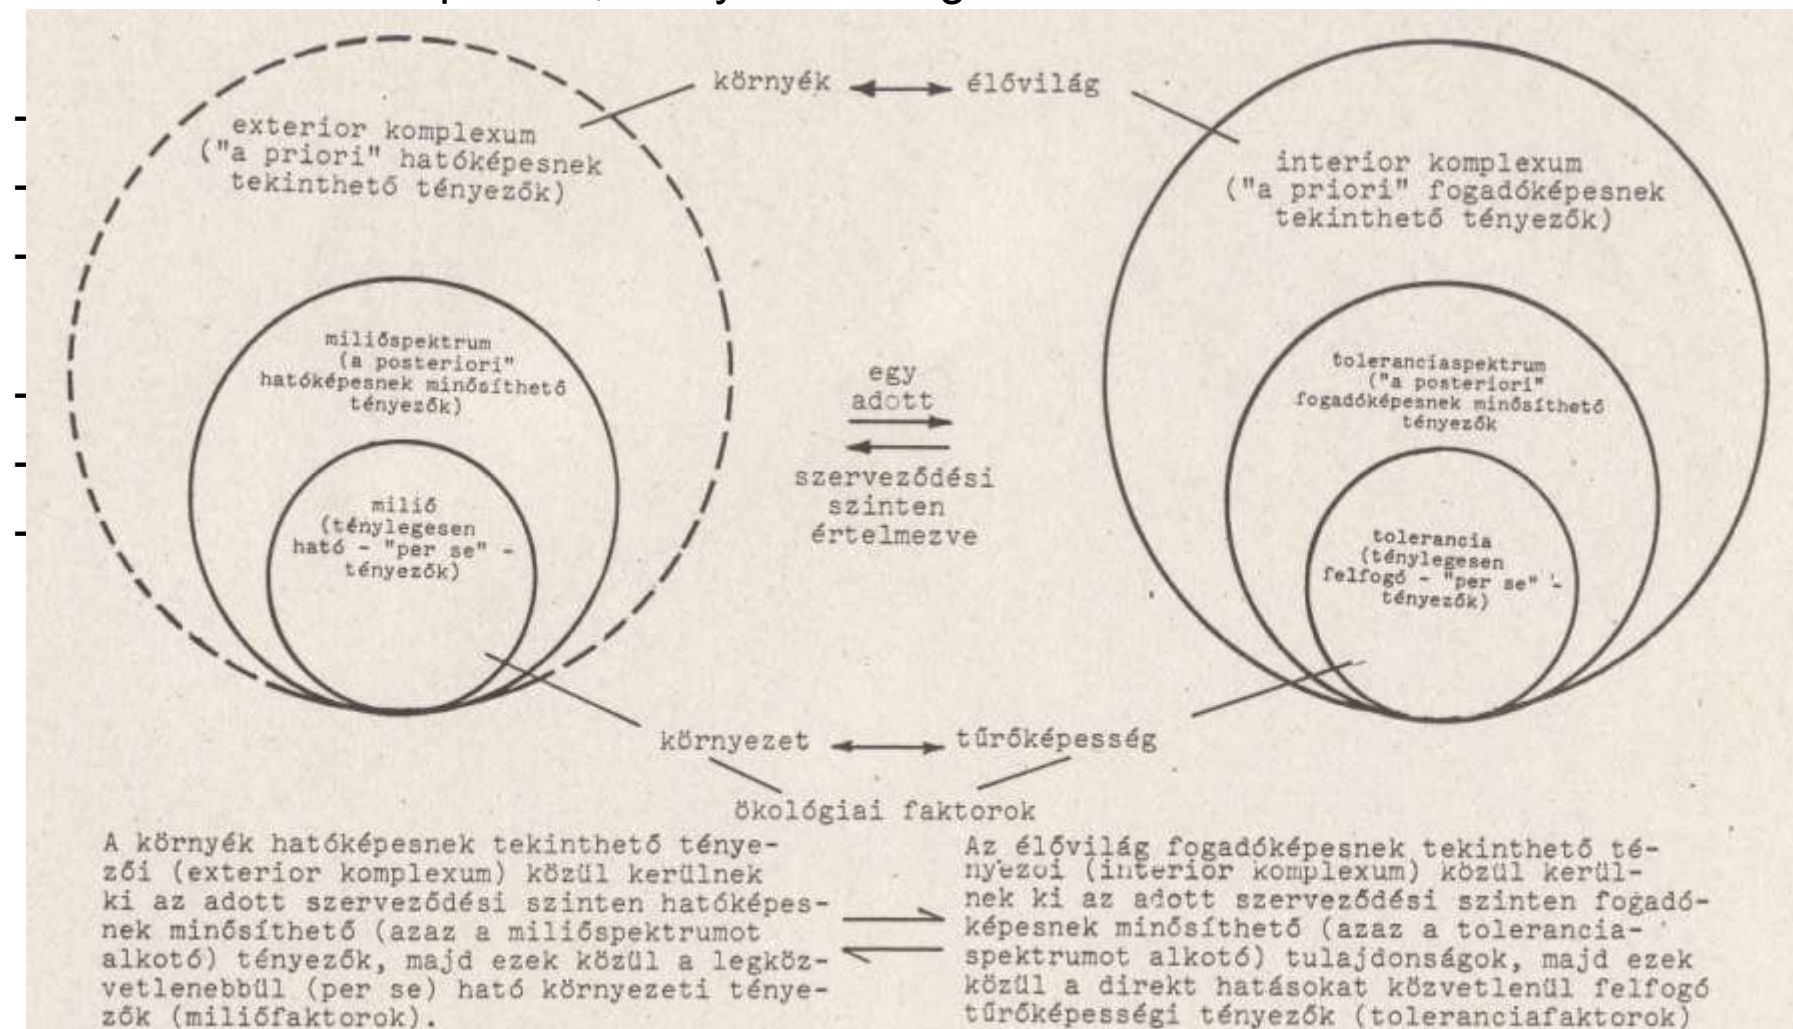 környék
élővilág
exterior komplexum
("a priori" hatóképesnek
tekinthető tényezők)
interior komplexum
("a priori" fogadóképesnek
tekinthető tényezők)
miliőspektrum
(a posteriori"
hatóképesnek minősíthető
tényezők)
egy
adott
szerveződési
szinten
értelmezve
toleranciaspektrum
("a posteriori"
fogadóképesnek minősíthető
tényezők
milió
(ténylegesen
ható - "per se" -
tényezők)
tolerancia
(ténylegesen
felfogó - "per se" -
tényezők)
környezet
tűrőképesség
ökológiai faktorok
A környék hatóképesnek tekinthető ténye-
zői (exterior komplexum) közül kerülnek
ki az adott szerveződési szinten hatóképes-
nek minősíthető (azaz a miliőspektrumot
alkotó) tényezők, majd ezek közül a legköz-
vetlenebbül (per se) ható környezeti ténye-
zők (miliőfaktorok).
Az élővilág fogadóképesnek tekinthető té-
nyezői (interior komplexum) közül kerül-
nek ki az adott szerveződési szinten fogadó-
képesnek minősíthető (azaz a tolerancia-
spektrumot alkotó) tulajdonságok, majd ezek
közül a direkt hatásokat közvetlenül felfogó
tűrőképességi tényezők (toleranciafaktorok)